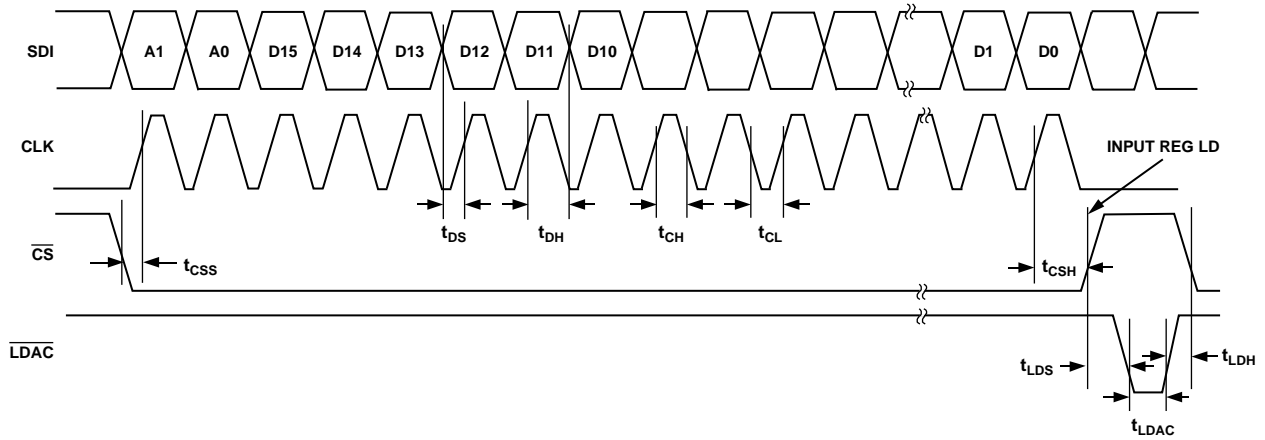 SDI
A1 A0 D15 D14 D13 D12 D11 D10 D1 D0
CLK
INPUT REG LD
tDS
tDH
tCH
tCL
CS
tCSS
tCSH
LDAC
tLDS
tLDH
tLDAC